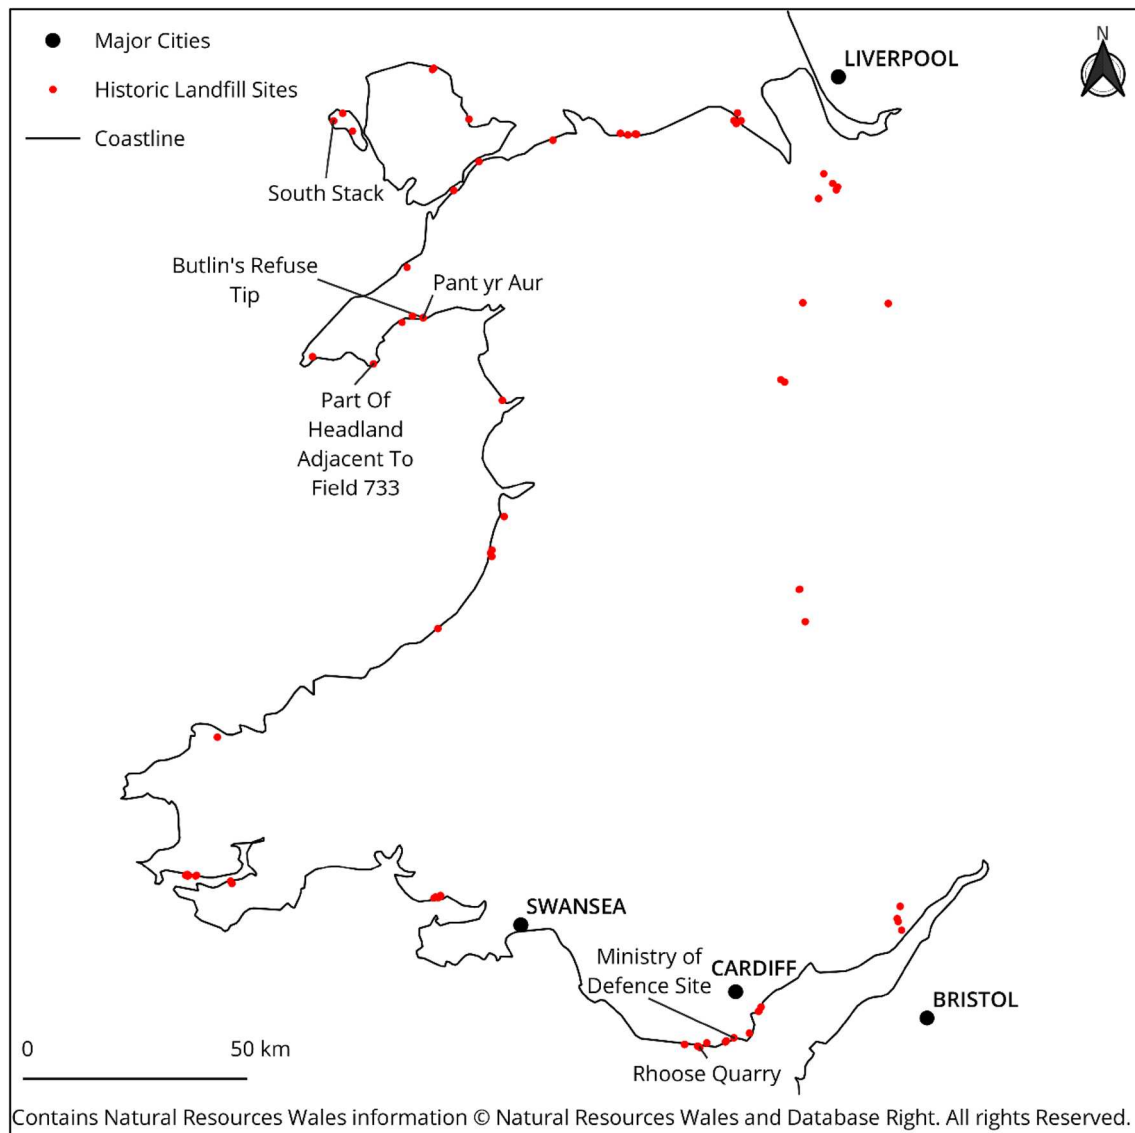 Major Cities
Historic Landfill Sites
Coastline
N
LIVERPOOL
South Stack
Butlin's Refuse
Tip
Pant yr Aur
Part Of
Headland
Adjacent To
Field 733
SWANSEA
Ministry of
Defence Site
CARDIFF
BRISTOL
Rhoose Quarry
0
50 km
Contains Natural Resources Wales information © Natural Resources Wales and Database Right. All rights Reserved.